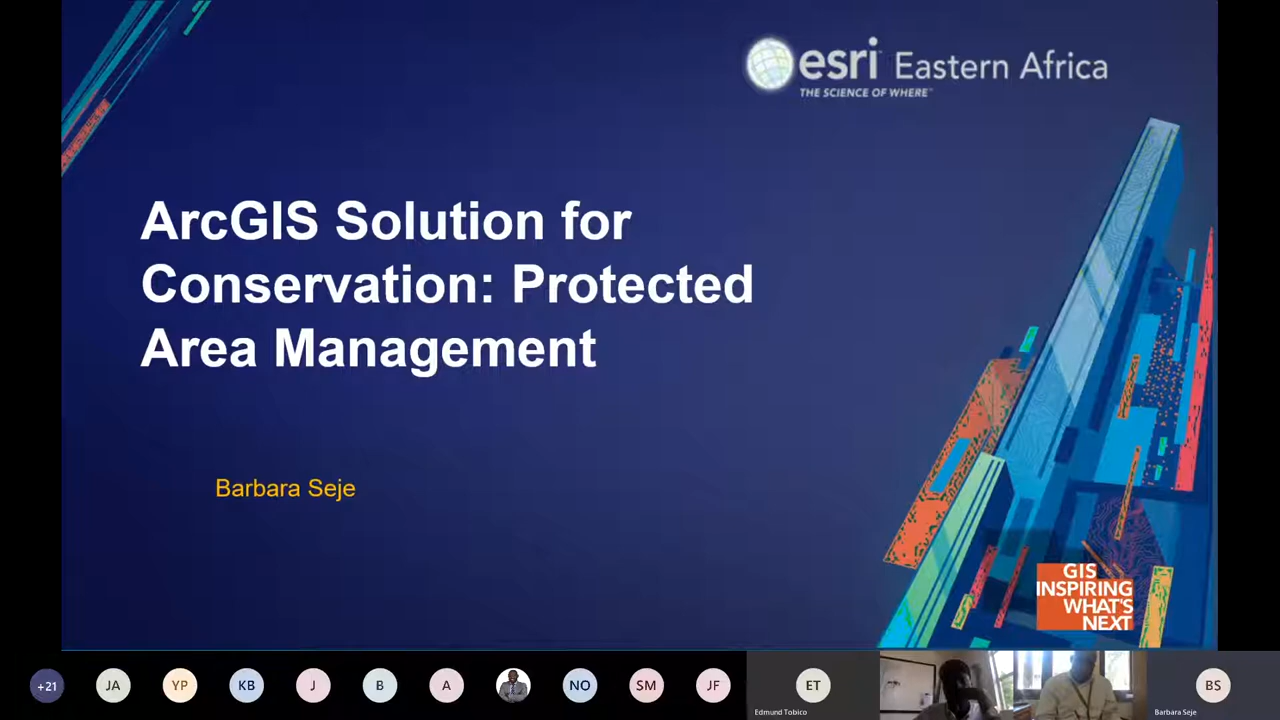 esri Eastern Africa
THE SCIENCE OF WHERE™
ArcGIS Solution for
Conservation: Protected
Area Management
Barbara Seje
GIS
INSPIRING
WHAT'S
NEXT
+21
JA
YP
KB
J
B
A
NO
SM
JF
ET
BS
Edmund Tobico
Barbara Seje